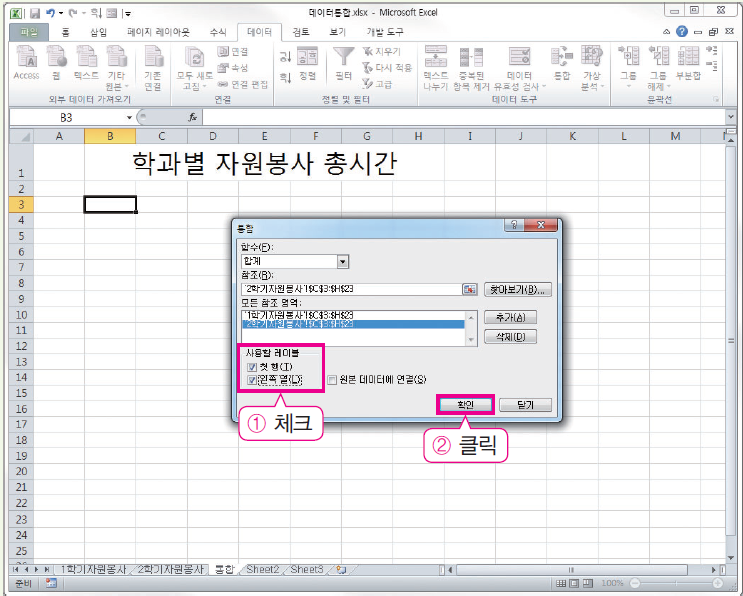 데이터통합.xlsx - Microsoft Excel
파일 홈 삽입 페이지 레이아웃 수식 데이터 검토 보기 개발 도구
Access 웹 텍스트 기타 원본 기존 연결 모두 새로 고침 연결 속성 연결 편집 정렬 필터 지우기 다시 적용 고급 텍스트 나누기 중복된 항목 제거 데이터 유효성 검사 통합 가상 분석 그룹 그룹 해제 부분합
외부 데이터 가져오기 연결 정렬 및 필터 데이터 도구 윤곽선
B3 fx
A B C D E F G H I J K L M
1 학과별 자원봉사 총시간
2
3
4
5
6
7
8
9
10
11
12
13
14
15
16
17
18
19
20
21
22
23
24
25
통합
함수(F):
합계
참조(R):
'2학기자원봉사'!$C$3:$H$23 찾아보기(B)...
모든 참조 영역:
'1학기자원봉사'!$C$3:$H$23 추가(A)
'2학기자원봉사'!$C$3:$H$23 삭제(D)
사용할 레이블
첫 행(T)
왼쪽 열(L) 원본 데이터에 연결(S)
확인 닫기
① 체크
② 클릭
1학기자원봉사 2학기자원봉사 통합 Sheet2 Sheet3
준비 100%